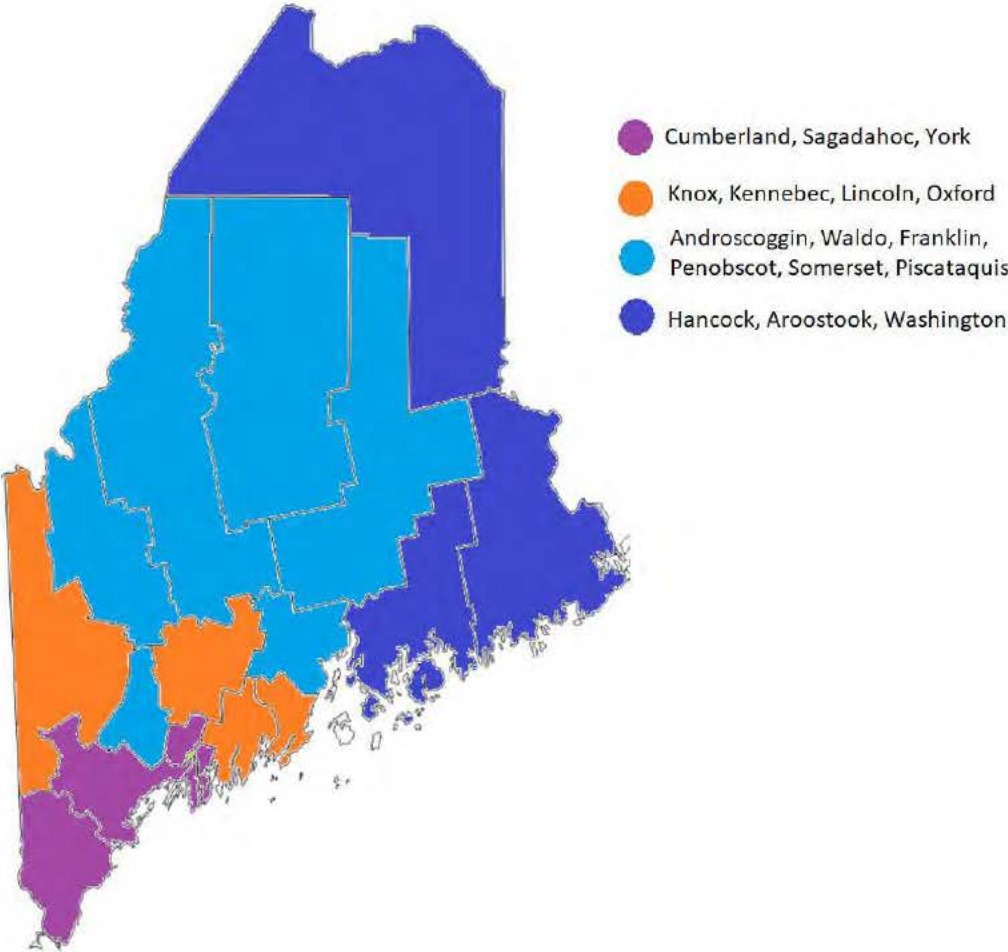 Cumberland, Sagadahoc, York
Knox, Kennebec, Lincoln, Oxford
Androscoggin, Waldo, Franklin,
Penobscot, Somerset, Piscataquis
Hancock, Aroostook, Washington